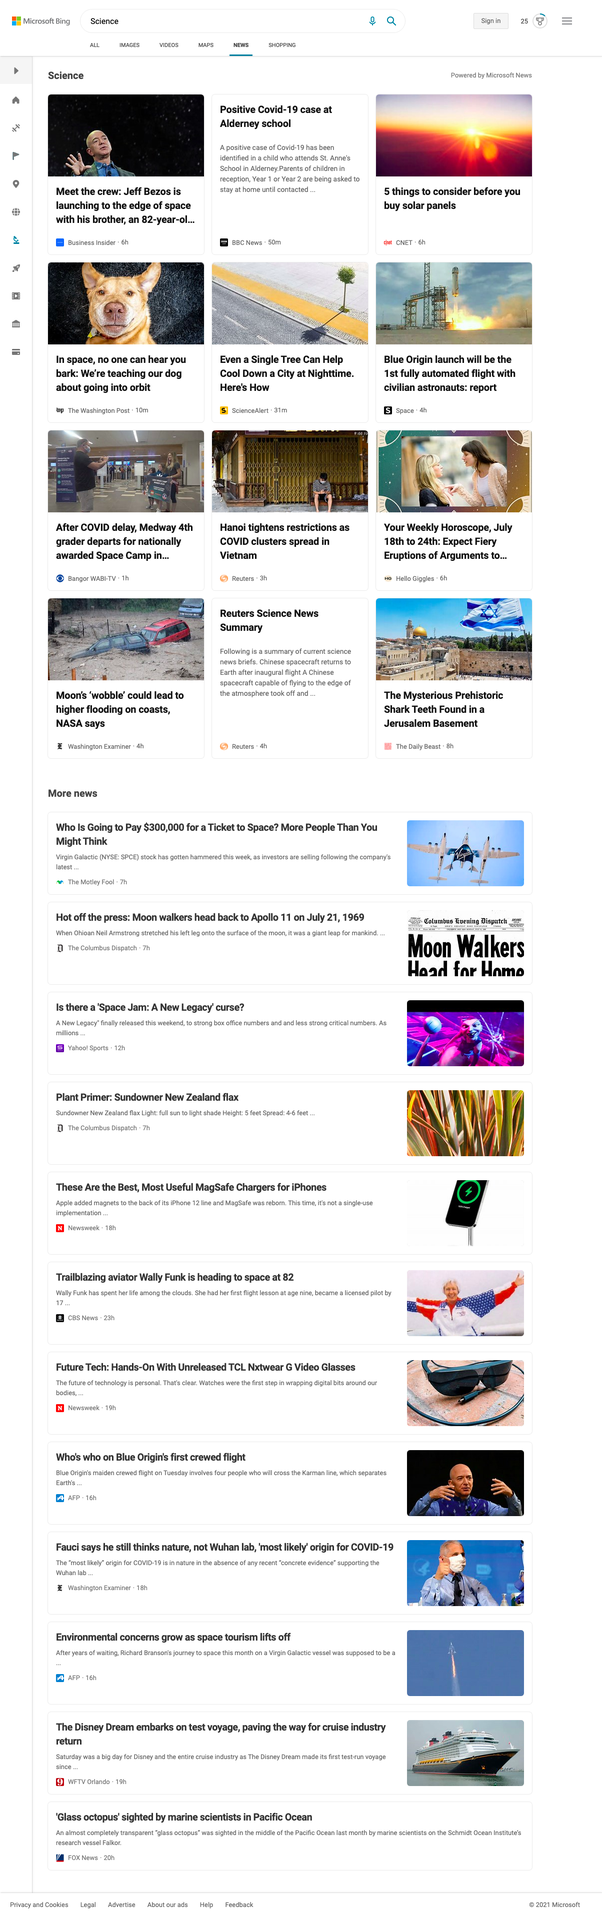 Microsoft Bing
Science
Sign in
25
ALL
IMAGES
VIDEOS
MAPS
NEWS
SHOPPING
Science
Powered by Microsoft News
Meet the crew: Jeff Bezos is
launching to the edge of space
with his brother, an 82-year-ol...
Business Insider · 6h
Positive Covid-19 case at
Alderney school
A positive case of Covid-19 has been
identified in a child who attends St. Anne's
School in Alderney.Parents of children in
reception, Year 1 or Year 2 are being asked to
stay at home until contacted ...
BBC News · 50m
5 things to consider before you
buy solar panels
CNET · 6h
In space, no one can hear you
bark: We're teaching our dog
about going into orbit
The Washington Post · 10m
Even a Single Tree Can Help
Cool Down a City at Nighttime.
Here's How
ScienceAlert · 31m
Blue Origin launch will be the
1st fully automated flight with
civilian astronauts: report
Space · 4h
After COVID delay, Medway 4th
grader departs for nationally
awarded Space Camp in...
Bangor WABI-TV · 1h
Hanoi tightens restrictions as
COVID clusters spread in
Vietnam
Reuters · 3h
Your Weekly Horoscope, July
18th to 24th: Expect Fiery
Eruptions of Arguments to...
Hello Giggles · 6h
Moon's 'wobble' could lead to
higher flooding on coasts,
NASA says
Washington Examiner · 4h
Reuters Science News
Summary
Following is a summary of current science
news briefs. Chinese spacecraft returns to
Earth after inaugural flight A Chinese
spacecraft capable of flying to the edge of
the atmosphere took off and ...
Reuters · 4h
The Mysterious Prehistoric
Shark Teeth Found in a
Jerusalem Basement
The Daily Beast · 8h
More news
Who Is Going to Pay $300,000 for a Ticket to Space? More People Than You
Might Think
Virgin Galactic (NYSE: SPCE) stock has gotten hammered this week, as investors are selling following the company's
latest ...
The Motley Fool · 7h
Hot off the press: Moon walkers head back to Apollo 11 on July 21, 1969
When Ohioan Neil Armstrong stretched his left leg onto the surface of the moon, it was a giant leap for mankind. ...
The Columbus Dispatch · 7h
Columbus Evening Dispatch
Moon Walkers
Head for Home
Is there a 'Space Jam: A New Legacy' curse?
A New Legacy" finally released this weekend, to strong box office numbers and and less strong critical numbers. As
millions ...
Yahoo! Sports · 12h
Plant Primer: Sundowner New Zealand flax
Sundowner New Zealand flax Light: full sun to light shade Height: 5 feet Spread: 4-6 feet ...
The Columbus Dispatch · 7h
These Are the Best, Most Useful MagSafe Chargers for iPhones
Apple added magnets to the back of its iPhone 12 line and MagSafe was reborn. This time, it's not a single-use
implementation ...
Newsweek · 18h
Trailblazing aviator Wally Funk is heading to space at 82
Wally Funk has spent her life among the clouds. She had her first flight lesson at age nine, became a licensed pilot by
17 ...
CBS News · 23h
Future Tech: Hands-On With Unreleased TCL Nxtwear G Video Glasses
The future of technology is personal. That's clear. Watches were the first step in wrapping digital bits around our
bodies, ...
Newsweek · 19h
Who's who on Blue Origin's first crewed flight
Blue Origin's maiden crewed flight on Tuesday involves four people who will cross the Karman line, which separates
Earth's ...
AFP · 16h
Fauci says he still thinks nature, not Wuhan lab, 'most likely' origin for COVID-19
The "most likely" origin for COVID-19 is in nature in the absence of any recent "concrete evidence" supporting the
Wuhan lab ...
Washington Examiner · 18h
Environmental concerns grow as space tourism lifts off
After years of waiting, Richard Branson's journey to space this month on a Virgin Galactic vessel was supposed to be a
...
AFP · 16h
The Disney Dream embarks on test voyage, paving the way for cruise industry
return
Saturday was a big day for Disney and the entire cruise industry as The Disney Dream made its first test-run voyage
since ...
WFTV Orlando · 19h
'Glass octopus' sighted by marine scientists in Pacific Ocean
An almost completely transparent "glass octopus" was sighted in the middle of the Pacific Ocean last month by marine scientists on the Schmidt Ocean Institute's
research vessel Falkor.
FOX News · 20h
Privacy and Cookies
Legal
Advertise
About our ads
Help
Feedback
© 2021 Microsoft